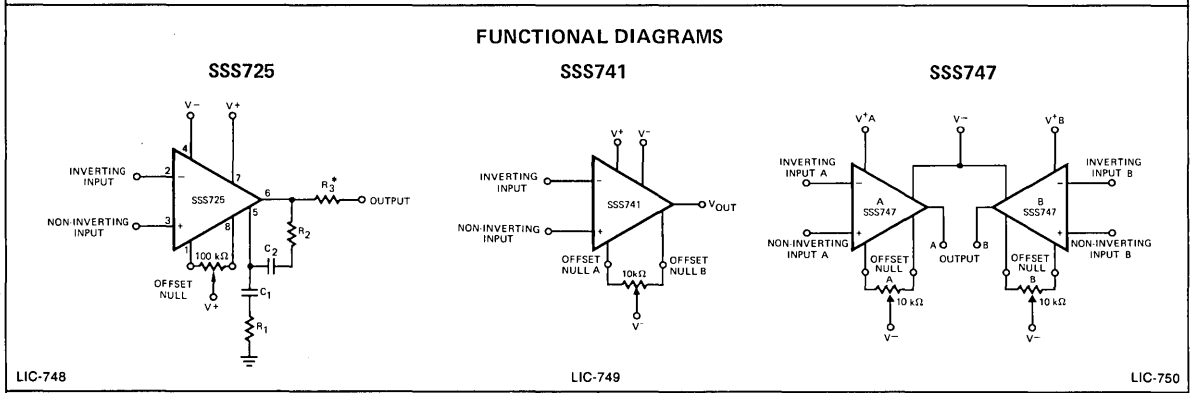 FUNCTIONAL DIAGRAMS
SSS725
V−
V+
4
7
INVERTING
INPUT
2
−
SSS725
6
R3*
OUTPUT
5
NON-INVERTING
INPUT
3
+
8
1
R2
C2
100 kΩ
OFFSET
NULL
V+
C1
R1
LIC-748
SSS741
V+
V−
INVERTING
INPUT
−
SSS741
VOUT
NON-INVERTING
INPUT
+
OFFSET
NULL A
OFFSET
NULL B
10kΩ
V−
LIC-749
SSS747
V+A
V−
V+B
INVERTING
INPUT A
−
A
SSS747
NON-INVERTING
INPUT A
+
A
B
OUTPUT
OFFSET
NULL
A
10 kΩ
V−
INVERTING
INPUT B
−
B
SSS747
NON-INVERTING
INPUT B
+
OFFSET
NULL
B
10 kΩ
V−
LIC-750